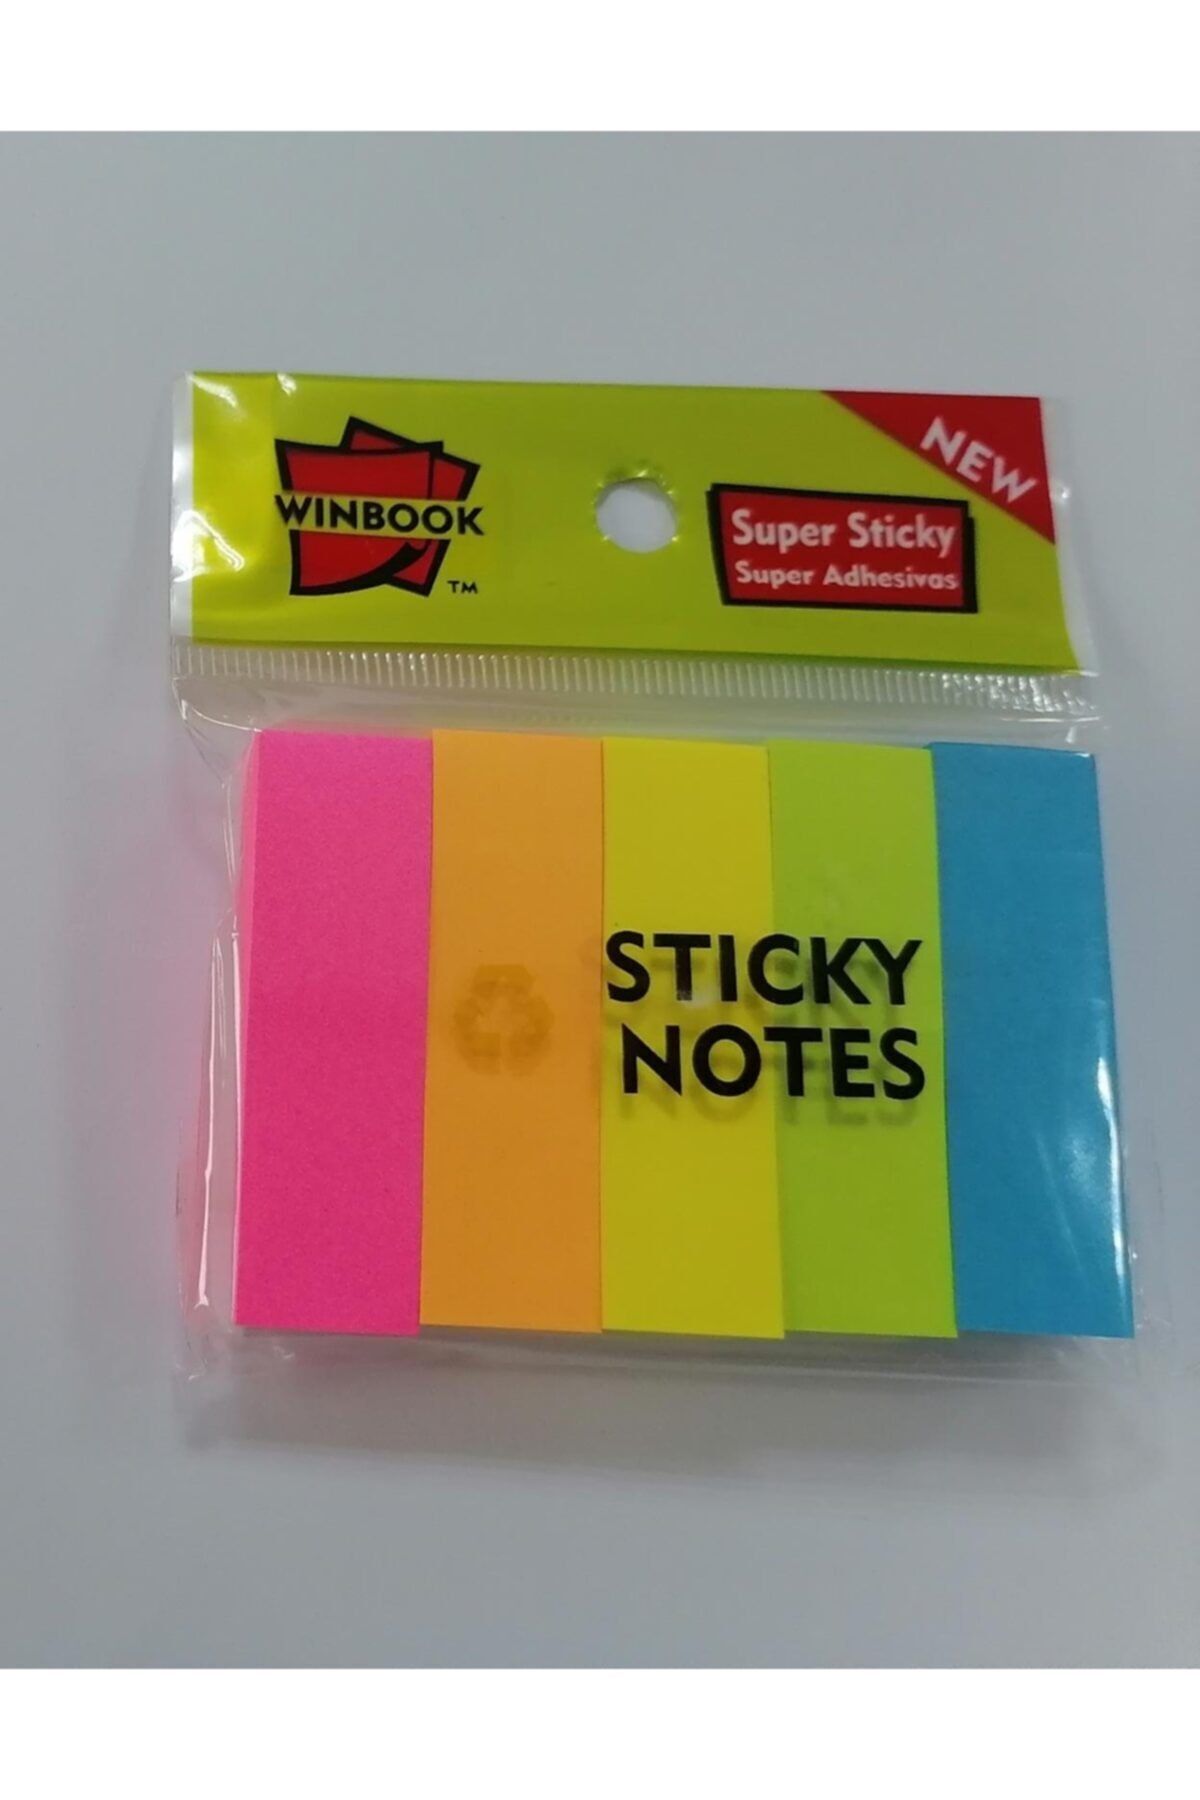 NEW
WINBOOK
TM
Super Sticky
Super Adhesivas
STICKY
NOTES